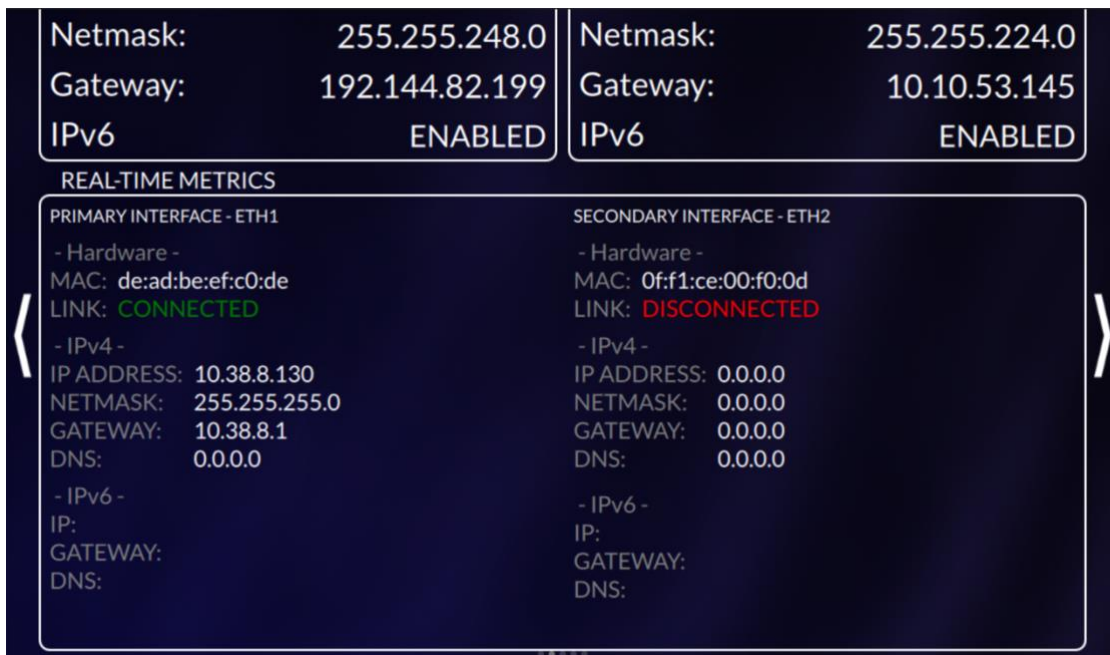 Netmask: 255.255.248.0
Gateway: 192.144.82.199
IPv6 ENABLED
Netmask: 255.255.224.0
Gateway: 10.10.53.145
IPv6 ENABLED
REAL-TIME METRICS
PRIMARY INTERFACE - ETH1
- Hardware -
MAC: de:ad:be:ef:c0:de
LINK: CONNECTED
- IPv4 -
IP ADDRESS: 10.38.8.130
NETMASK: 255.255.255.0
GATEWAY: 10.38.8.1
DNS: 0.0.0.0
- IPv6 -
IP:
GATEWAY:
DNS:
SECONDARY INTERFACE - ETH2
- Hardware -
MAC: 0f:f1:ce:00:f0:0d
LINK: DISCONNECTED
- IPv4 -
IP ADDRESS: 0.0.0.0
NETMASK: 0.0.0.0
GATEWAY: 0.0.0.0
DNS: 0.0.0.0
- IPv6 -
IP:
GATEWAY:
DNS: